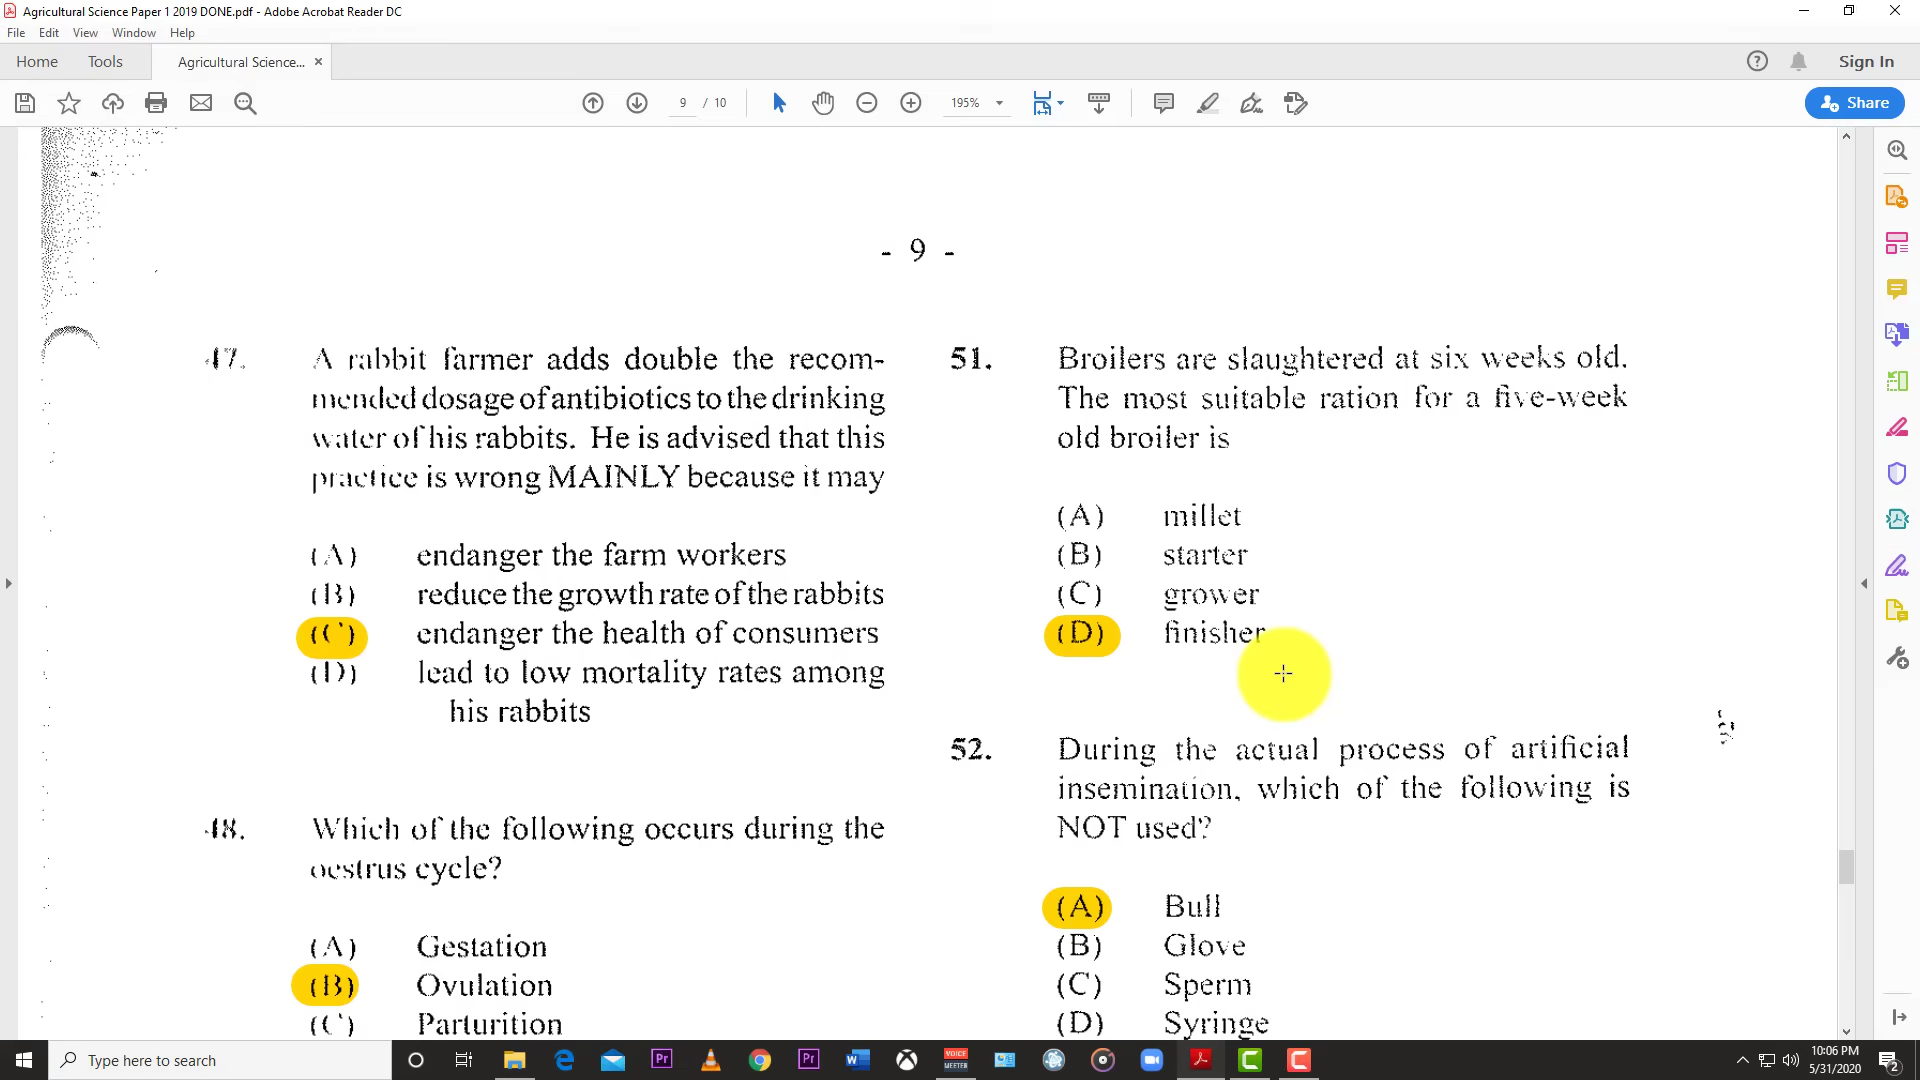 Agricultural Science Paper 1 2019 DONE.pdf - Adobe Acrobat Reader DC
File Edit View Window Help
Home Tools Agricultural Science... × Sign In
9 / 10 195% Share
- 9 -
47. A rabbit farmer adds double the recom-
mended dosage of antibiotics to the drinking
water of his rabbits. He is advised that this
practice is wrong MAINLY because it may
(A) endanger the farm workers
(B) reduce the growth rate of the rabbits
(C) endanger the health of consumers
(D) lead to low mortality rates among
his rabbits
48. Which of the following occurs during the
oestrus cycle?
(A) Gestation
(B) Ovulation
(C) Parturition
51. Broilers are slaughtered at six weeks old.
The most suitable ration for a five-week
old broiler is
(A) millet
(B) starter
(C) grower
(D) finisher
52. During the actual process of artificial
insemination, which of the following is
NOT used?
(A) Bull
(B) Glove
(C) Sperm
(D) Syringe
Type here to search
Pr Pr VOICE MEETER
10:06 PM
5/31/2020
2